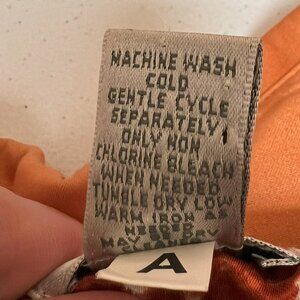 MACHINE WASH
COLD
GENTLE CYCLE
SEPARATELY
ONLY NON
CHLORINE BLEACH
WHEN NEEDED
TUMBLE DRY LOW
WARM IRON AS
NEEDED
MAY
A